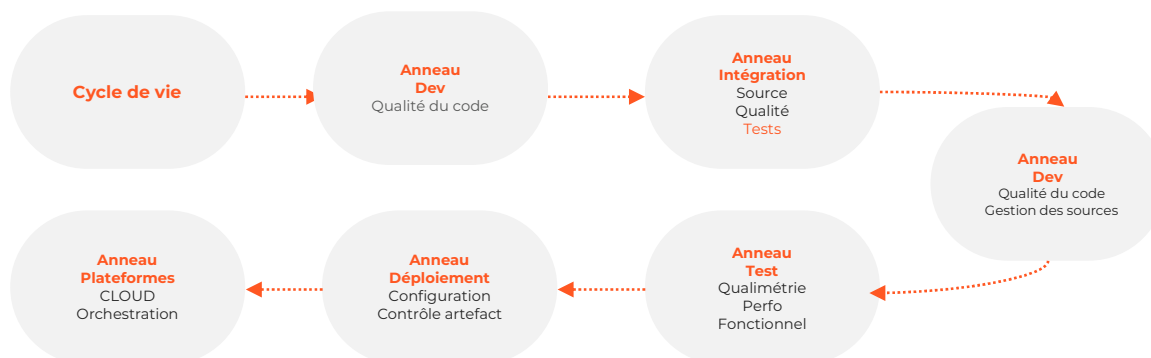 Cycle de vie
Anneau
Dev
Qualité du code
Anneau
Intégration
Source
Qualité
Tests
Anneau
Dev
Qualité du code
Gestion des sources
Anneau
Test
Qualimétrie
Perfo
Fonctionnel
Anneau
Déploiement
Configuration
Contrôle artefact
Anneau
Plateformes
CLOUD
Orchestration